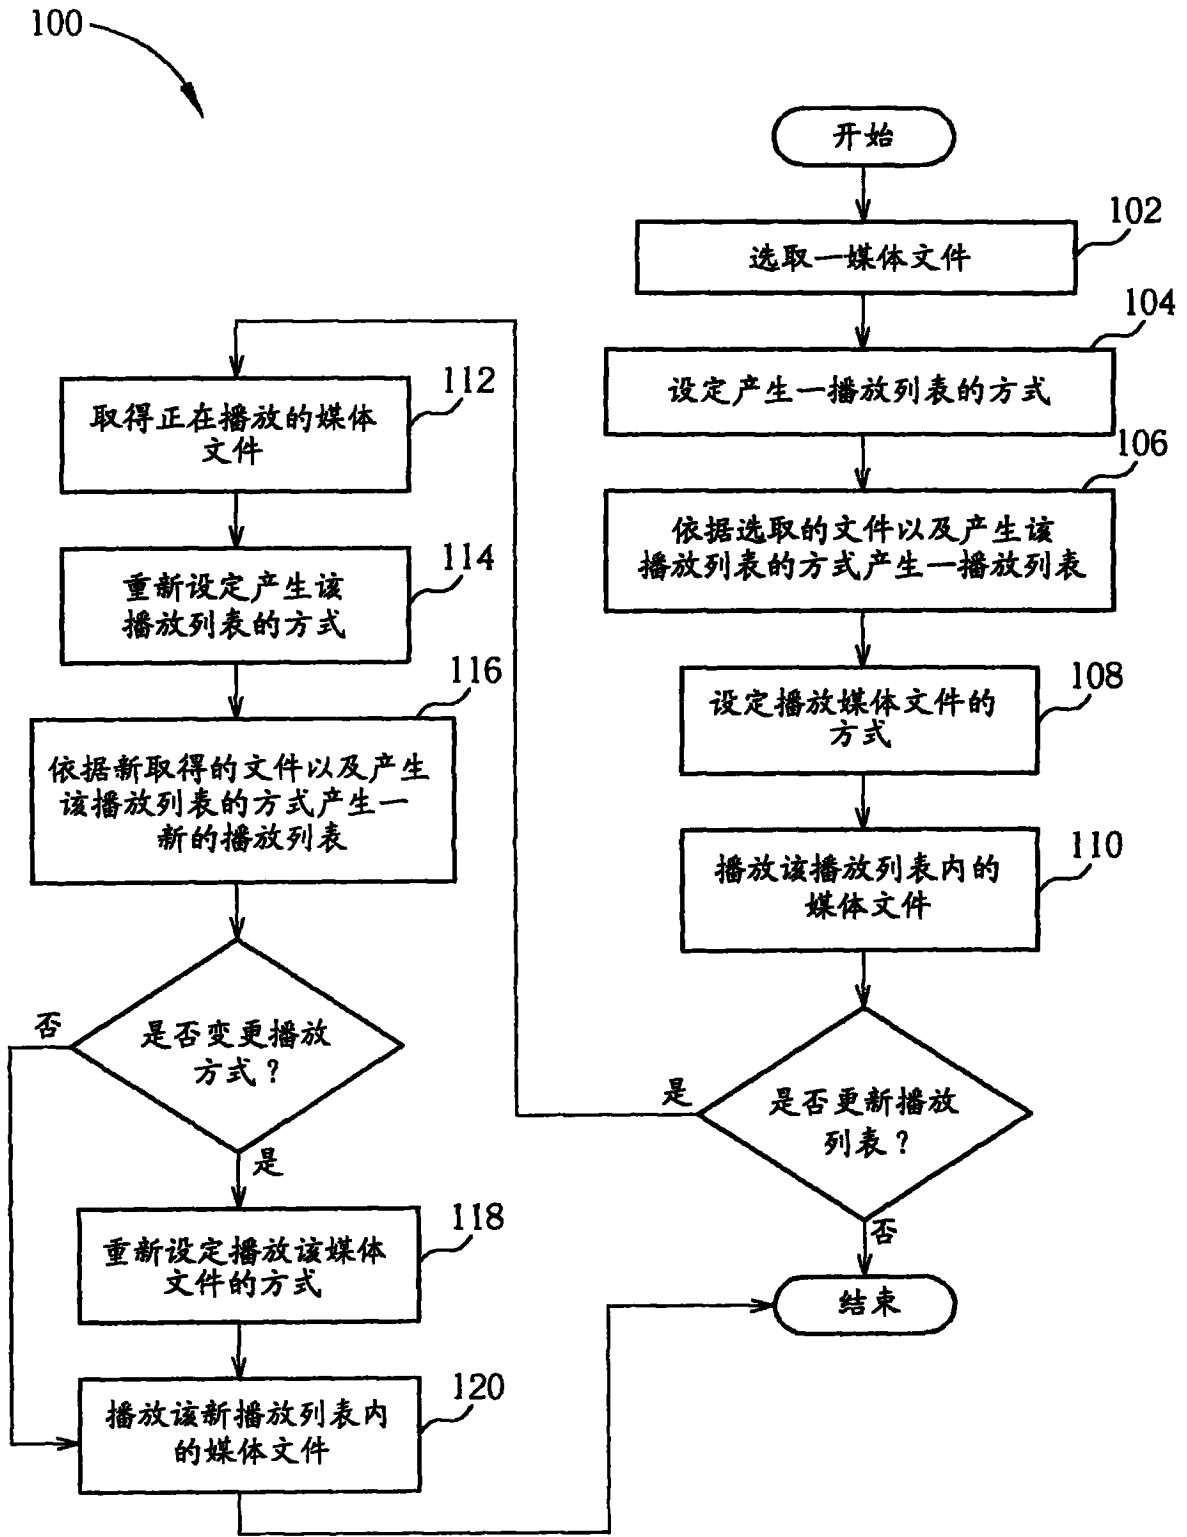 100
开始
102
选取一媒体文件
104
设定产生一播放列表的方式
106
依据选取的文件以及产生该
播放列表的方式产生一播放列表
108
设定播放媒体文件的
方式
110
播放该播放列表内的
媒体文件
是否更新播放
列表？
是
否
结束
112
取得正在播放的媒体
文件
114
重新设定产生该
播放列表的方式
116
依据新取得的文件以及产生
该播放列表的方式产生一
新的播放列表
是否变更播放
方式？
否
是
118
重新设定播放该媒体
文件的方式
120
播放该新播放列表内
的媒体文件